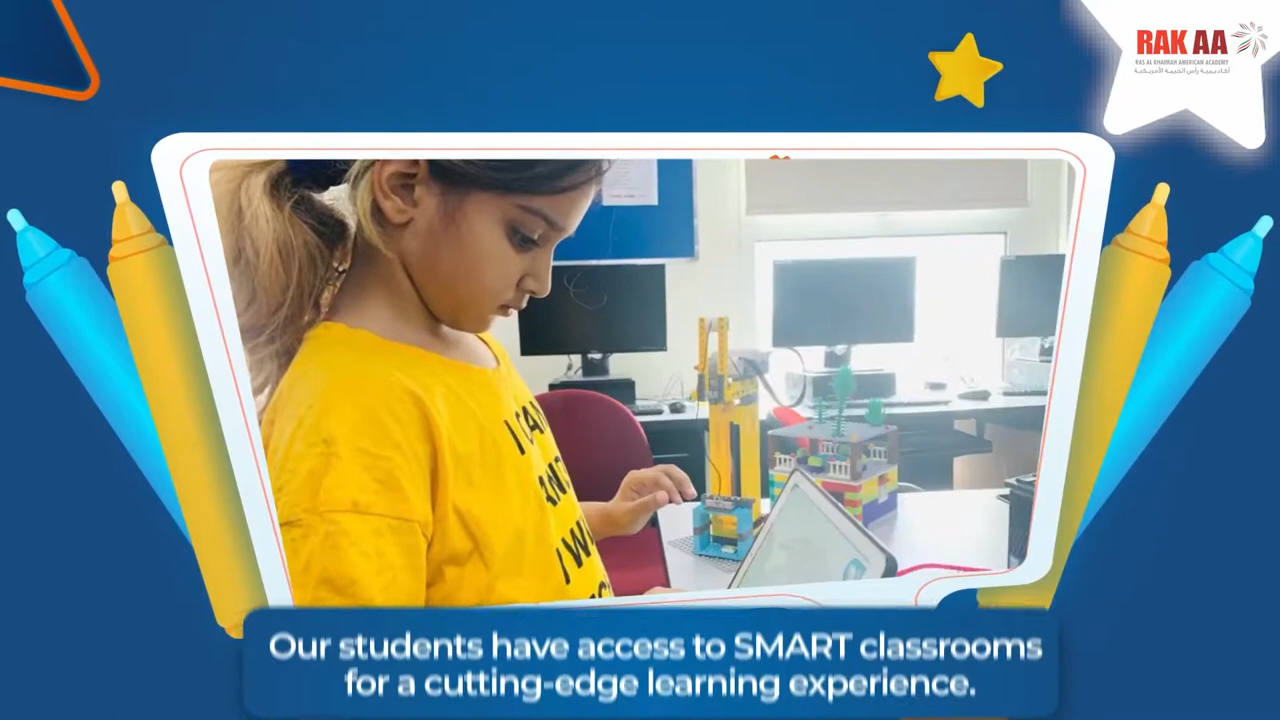 RAK AA
RAS AL KHAIMAH AMERICAN ACADEMY
أكاديمية رأس الخيمة الأمريكية
I CAN
I
Our students have access to SMART classrooms
for a cutting-edge learning experience.